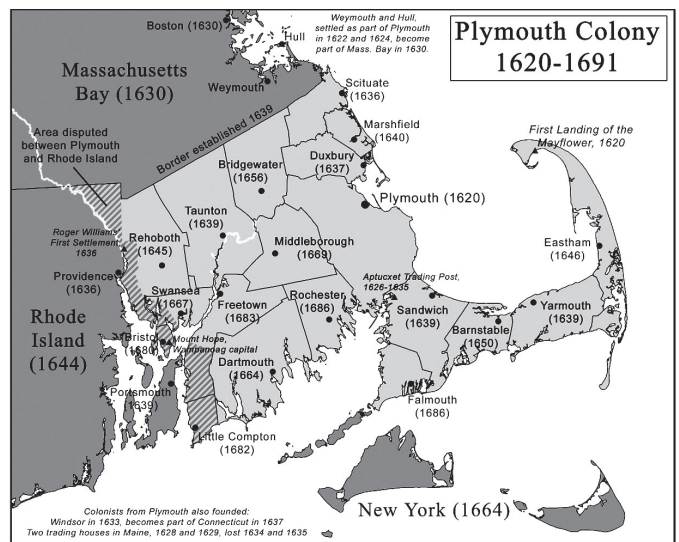 Plymouth Colony
1620-1691
Boston (1630)
Weymouth and Hull,
settled as part of Plymouth
in 1622 and 1624, become
part of Mass. Bay in 1630.
Hull
Massachusetts
Bay (1630)
Weymouth
Scituate
(1636)
Border established 1639
Marshfield
(1640)
First Landing of the
Mayflower, 1620
Area disputed
between Plymouth
and Rhode Island
Bridgewater
(1656)
Duxbury
(1637)
Plymouth (1620)
Taunton
(1639)
Roger Williams
First Settlement
1636
Rehoboth
(1645)
Middleborough
(1669)
Eastham
(1646)
Providence
(1636)
Aptucxet Trading Post,
1626-1635
Swansea
(1667)
Freetown
(1683)
Rochester
(1686)
Sandwich
(1639)
Yarmouth
(1639)
Barnstable
(1650)
Rhode
Island
(1644)
Bristol
(1680)
Mount Hope,
Wampanoag capital
Dartmouth
(1664)
Portsmouth
(1639)
Falmouth
(1686)
Little Compton
(1682)
New York (1664)
Colonists from Plymouth also founded:
Windsor in 1633, becomes part of Connecticut in 1637
Two trading houses in Maine, 1628 and 1629, lost 1634 and 1635